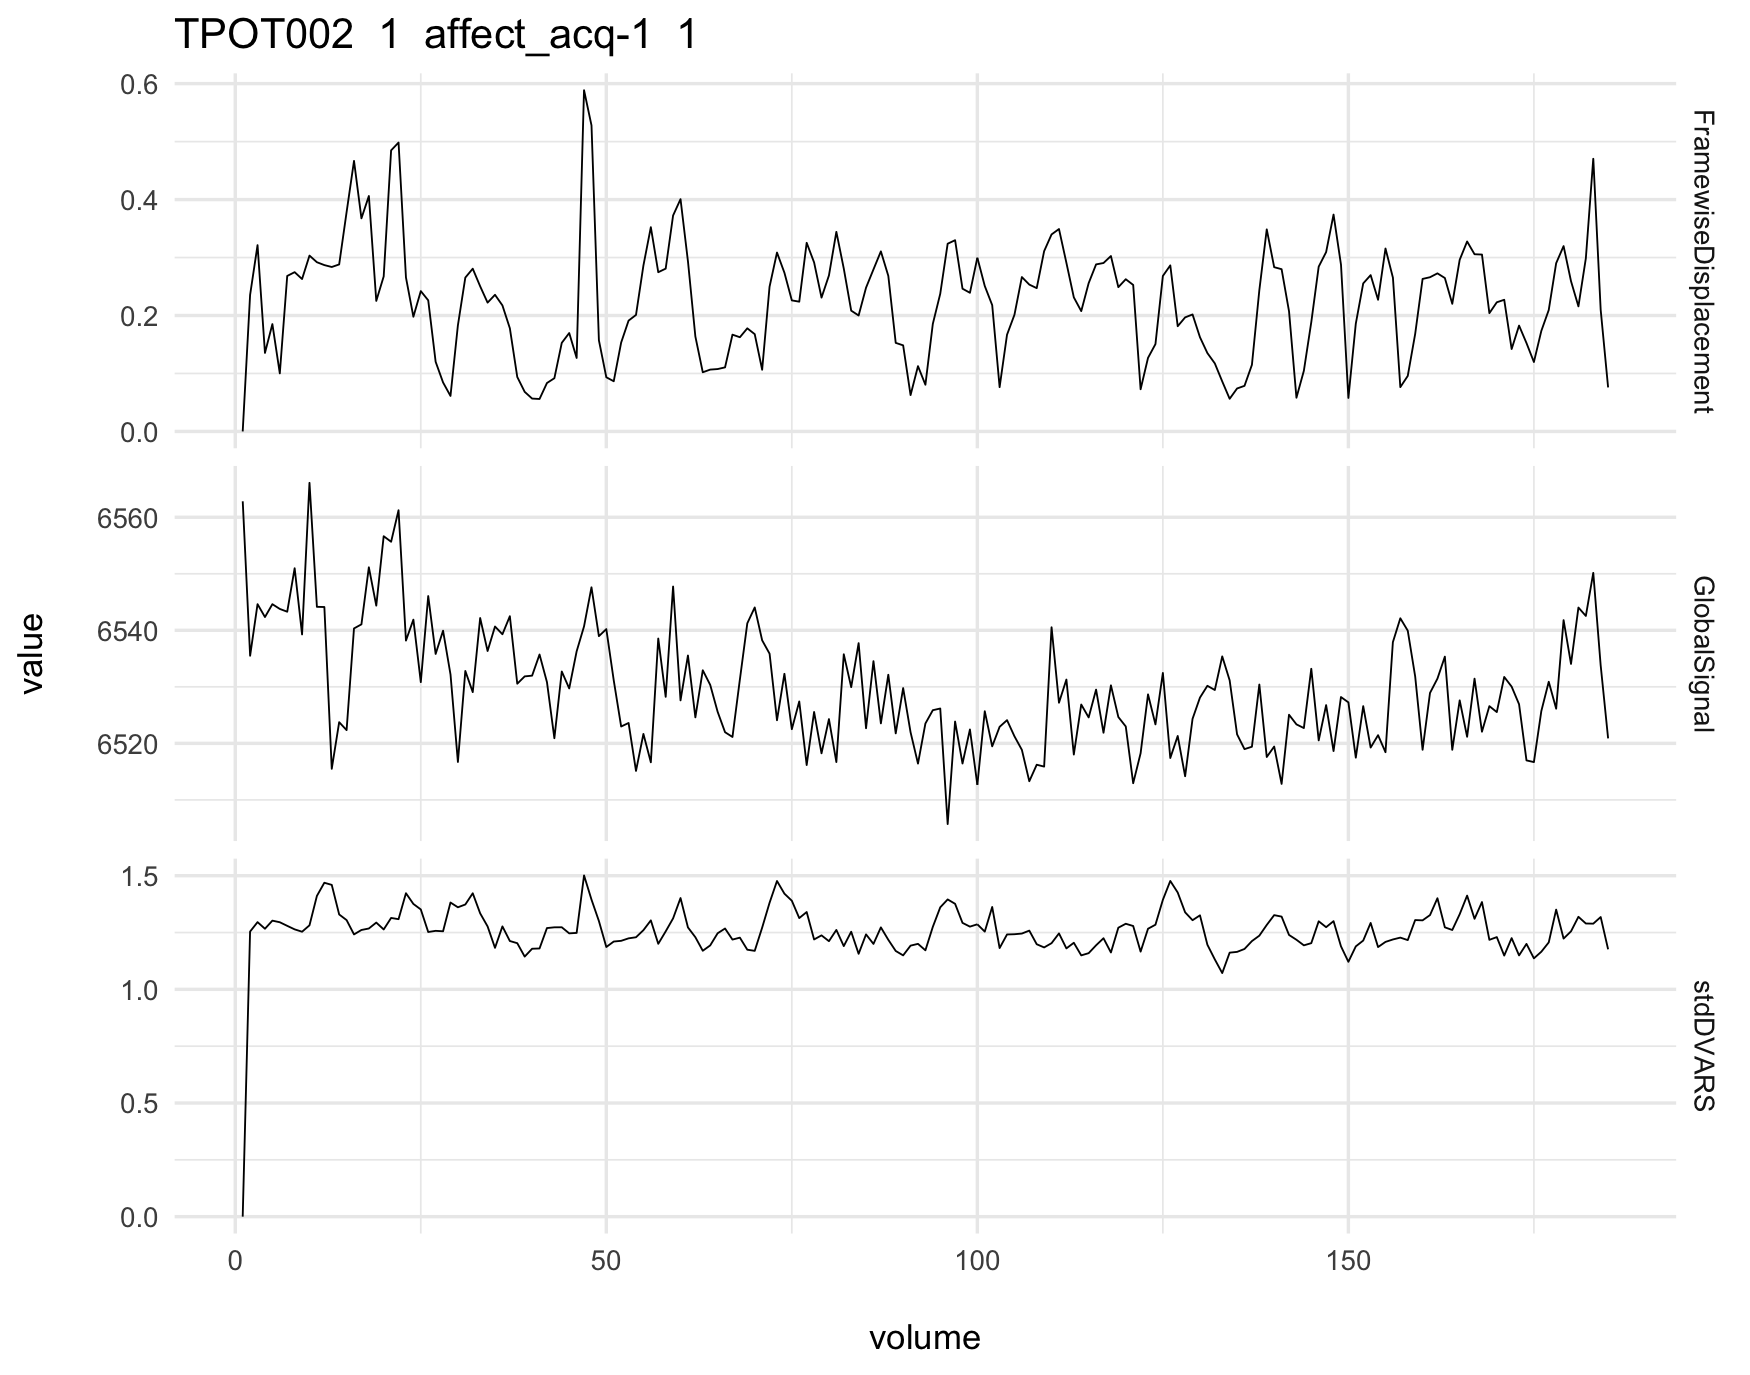 TPOT002 1 affect_acq-1 1
0.6
0.4
0.2
0.0
FramewiseDisplacement
6560
6540
6520
GlobalSignal
value
1.5
1.0
0.5
0.0
stdDVARS
0 50 100 150
volume